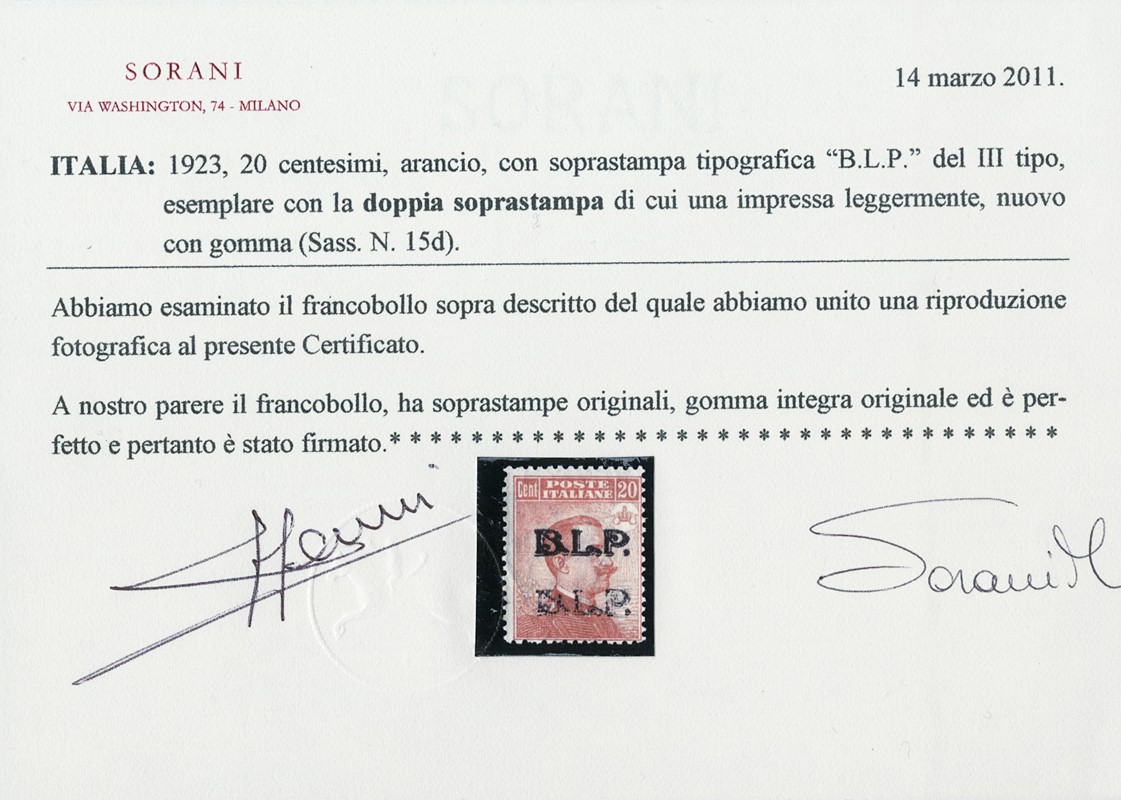 SORANI
VIA WASHINGTON, 74 - MILANO
14 marzo 2011.
SORANI
ITALIA: 1923, 20 centesimi, arancio, con soprastampa tipografica “B.L.P.” del III tipo,
esemplare con la doppia soprastampa di cui una impressa leggermente, nuovo
con gomma (Sass. N. 15d).
Abbiamo esaminato il francobollo sopra descritto del quale abbiamo unito una riproduzione
fotografica al presente Certificato.
A nostro parere il francobollo, ha soprastampe originali, gomma integra originale ed è per-
fetto e pertanto è stato firmato.* * * * * * * * * * * * * * * * * * * * * * * * * * * * * * * * *
Cent POSTE ITALIANE 20
B.L.P.
B.L.P.
Sorani M